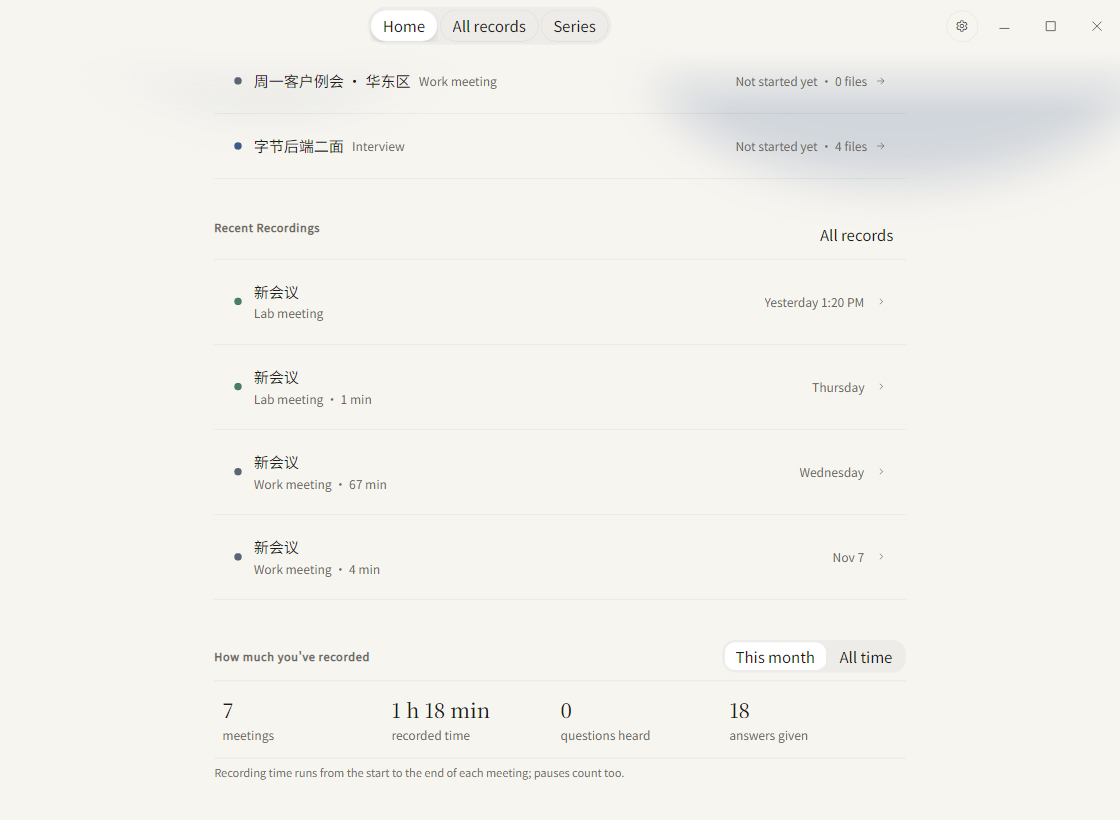 Home All records Series
周一客户例会 • 华东区 Work meeting Not started yet • 0 files →
字节后端二面 Interview Not started yet • 4 files →
Recent Recordings All records
新会议
Lab meeting Yesterday 1:20 PM ›
新会议
Lab meeting • 1 min Thursday ›
新会议
Work meeting • 67 min Wednesday ›
新会议
Work meeting • 4 min Nov 7 ›
How much you've recorded This month All time
7 1 h 18 min 0 18
meetings recorded time questions heard answers given
Recording time runs from the start to the end of each meeting; pauses count too.